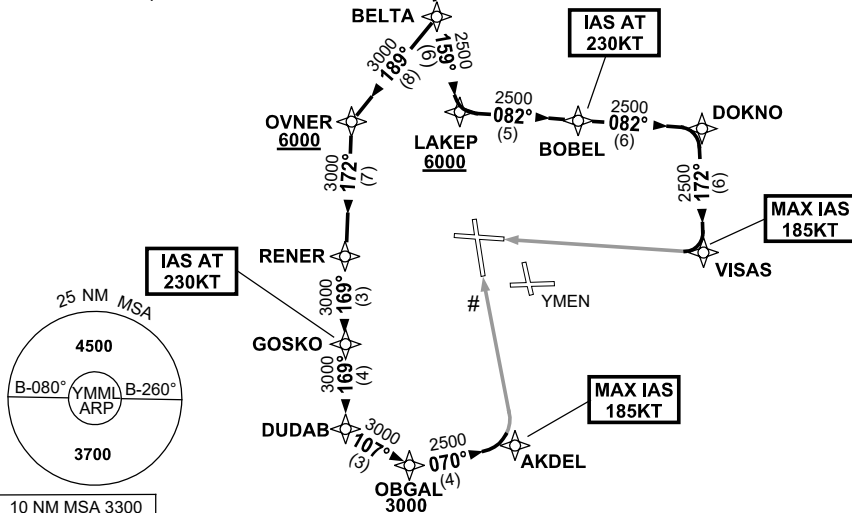 BELTA
IAS AT
230KT
3000
189°
(8)
2500
159°
(6)
OVNER
6000
LAKEP
6000
2500
082°
(5)
BOBEL
2500
082°
(6)
DOKNO
3000
172°
(7)
2500
172°
(6)
MAX IAS
185KT
VISAS
RENER
IAS AT
230KT
3000
169°
(3)
#
YMEN
GOSKO
3000
169°
(4)
25 NM MSA
4500
B-080°
YMML
ARP
B-260°
3700
MAX IAS
185KT
DUDAB
3000
107°
(3)
2500
070°
(4)
AKDEL
OBGAL
3000
10 NM MSA 3300